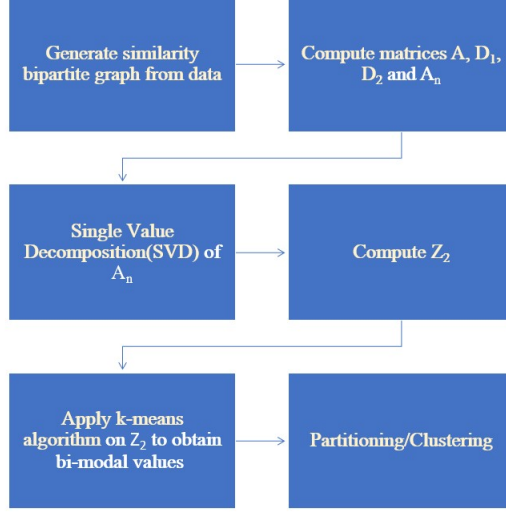 Generate similarity
bipartite graph from data
Compute matrices A, D₁,
D₂ and Aₙ
Single Value
Decomposition(SVD) of
Aₙ
Compute Z₂
Apply k-means
algorithm on Z₂ to obtain
bi-modal values
Partitioning/Clustering